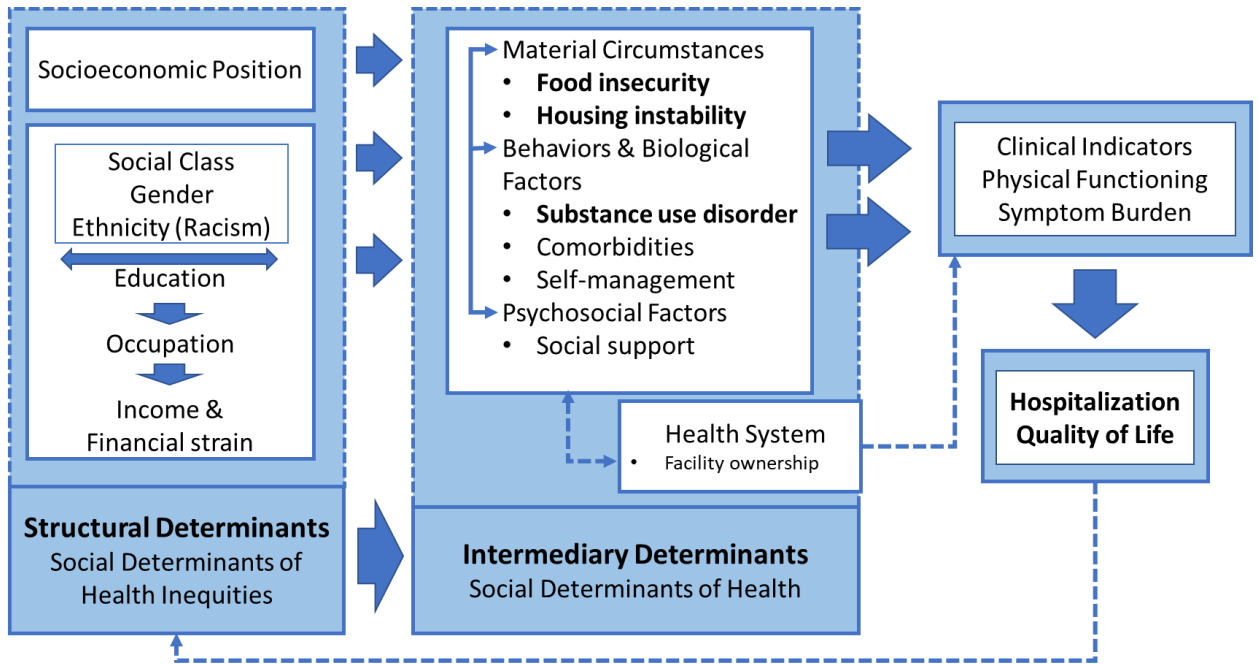 Socioeconomic Position
Social Class
Gender
Ethnicity (Racism)
Education
Occupation
Income &
Financial strain
Structural Determinants
Social Determinants of
Health Inequities
Material Circumstances
• Food insecurity
• Housing instability
Behaviors & Biological
Factors
• Substance use disorder
• Comorbidities
• Self-management
Psychosocial Factors
• Social support
Health System
• Facility ownership
Intermediary Determinants
Social Determinants of Health
Clinical Indicators
Physical Functioning
Symptom Burden
Hospitalization
Quality of Life